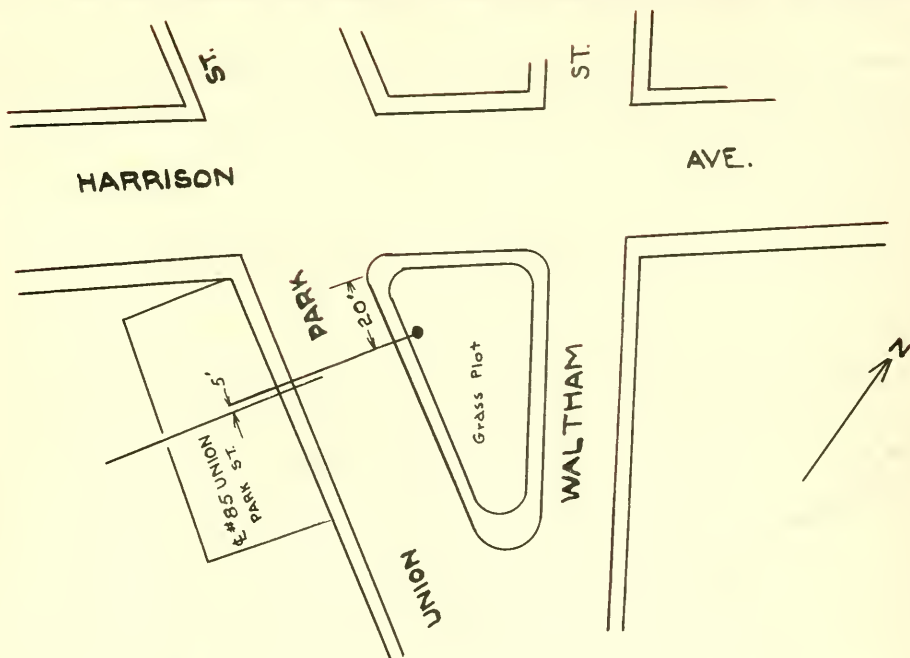 ST.
ST.
HARRISON
AVE.
PARK
20'
5'
Grass Plot
WALTHAM
N
℄ #85 UNION
PARK ST.
UNION